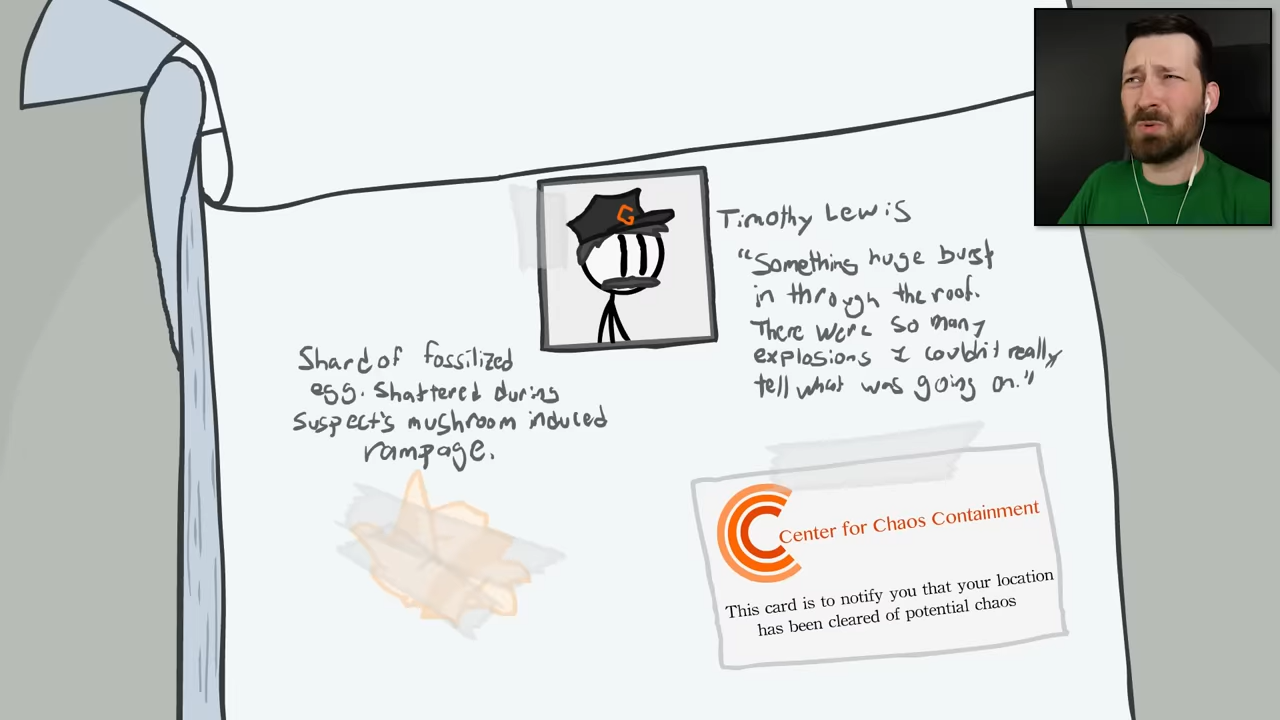 G
Timothy Lewis
"Something huge burst
in through the roof.
There were so many
explosions I couldn't really
tell what was going on."
Shard of fossilized
egg. Shattered during
suspect's mushroom induced
rampage.
Center for Chaos Containment
This card is to notify you that your location
has been cleared of potential chaos